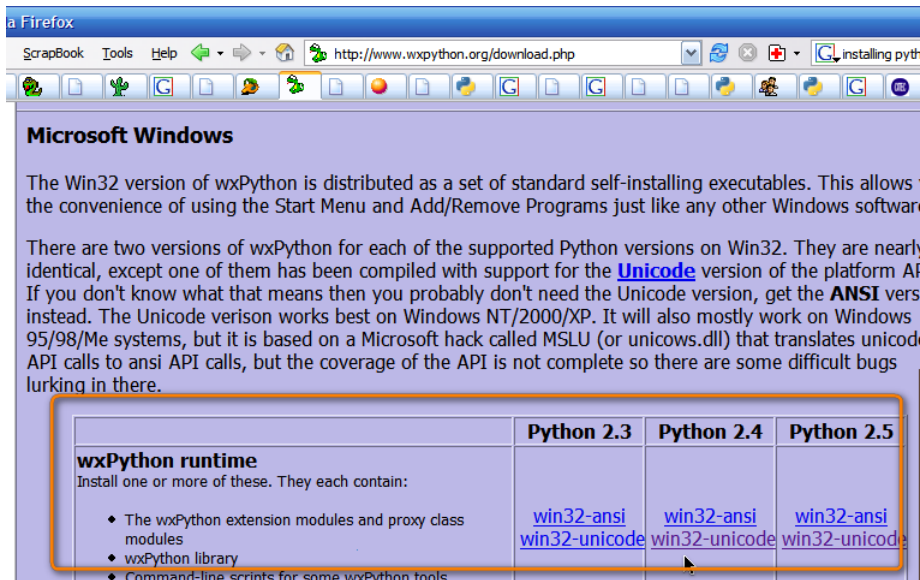 a Firefox
ScrapBook Tools Help http://www.wxpython.org/download.php G installing pyth
Microsoft Windows
The Win32 version of wxPython is distributed as a set of standard self-installing executables. This allows
the convenience of using the Start Menu and Add/Remove Programs just like any other Windows softwar
There are two versions of wxPython for each of the supported Python versions on Win32. They are nearly
identical, except one of them has been compiled with support for the Unicode version of the platform AP
If you don't know what that means then you probably don't need the Unicode version, get the ANSI vers
instead. The Unicode verison works best on Windows NT/2000/XP. It will also mostly work on Windows
95/98/Me systems, but it is based on a Microsoft hack called MSLU (or unicows.dll) that translates unicod
API calls to ansi API calls, but the coverage of the API is not complete so there are some difficult bugs
lurking in there.
Python 2.3 Python 2.4 Python 2.5
wxPython runtime
Install one or more of these. They each contain:
The wxPython extension modules and proxy class
modules
wxPython library
Command-line scripts for some wxPython tools
win32-ansi win32-ansi win32-ansi
win32-unicode win32-unicode win32-unicode